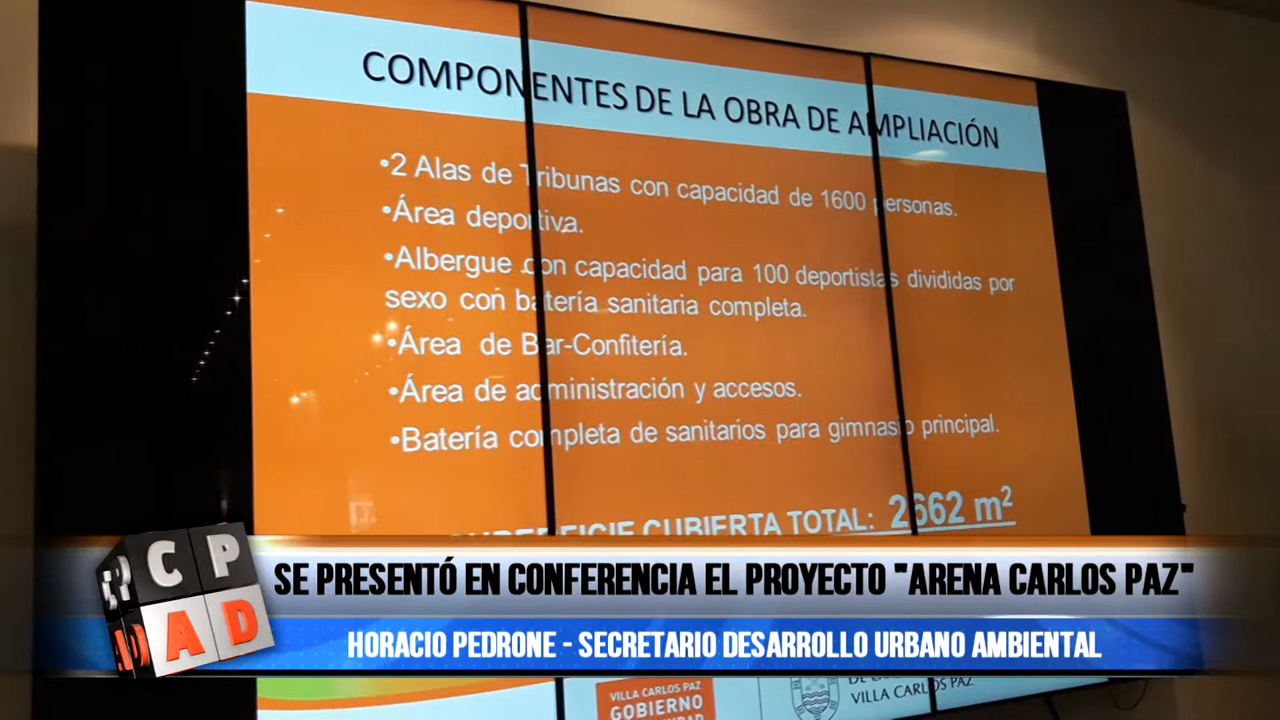 COMPONENTES DE LA OBRA DE AMPLIACIÓN
•2 Alas de Tribunas con capacidad de 1600 personas.
•Área deportiva.
•Albergue con capacidad para 100 deportistas divididas por
sexo con batería sanitaria completa.
•Área de Bar-Confitería.
•Área de administración y accesos.
•Batería completa de sanitarios para gimnasio principal.
SUPERFICIE CUBIERTA TOTAL: 2662 m²
CP
AD
SE PRESENTÓ EN CONFERENCIA EL PROYECTO "ARENA CARLOS PAZ"
HORACIO PEDRONE - SECRETARIO DESARROLLO URBANO AMBIENTAL
VILLA CARLOS PAZ
GOBIERNO
VILLA CARLOS PAZ